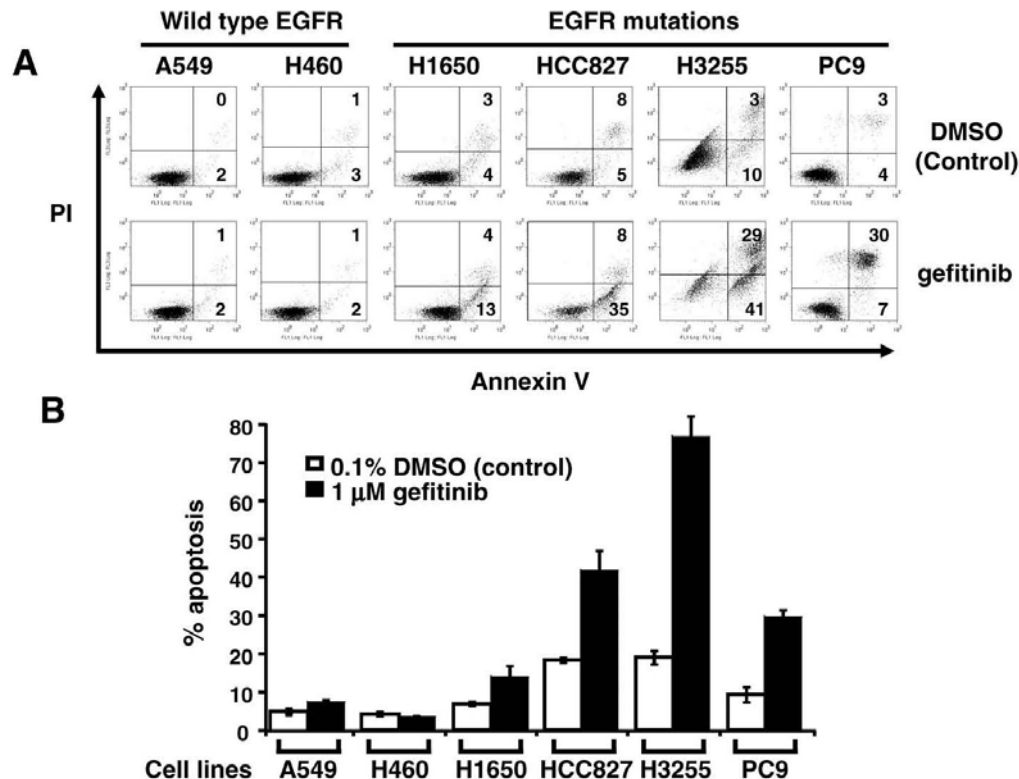 Wild type EGFR EGFR mutations
A
A549 H460 H1650 HCC827 H3255 PC9
0 1 3 8 3 3
DMSO
(Control)
2 3 4 5 10 4
PI
1 1 4 8 29 30
gefitinib
2 2 13 35 41 7
Annexin V
B
80
70
60
50
40
30
20
10
0
% apoptosis
0.1% DMSO (control)
1 µM gefitinib
Cell lines A549 H460 H1650 HCC827 H3255 PC9